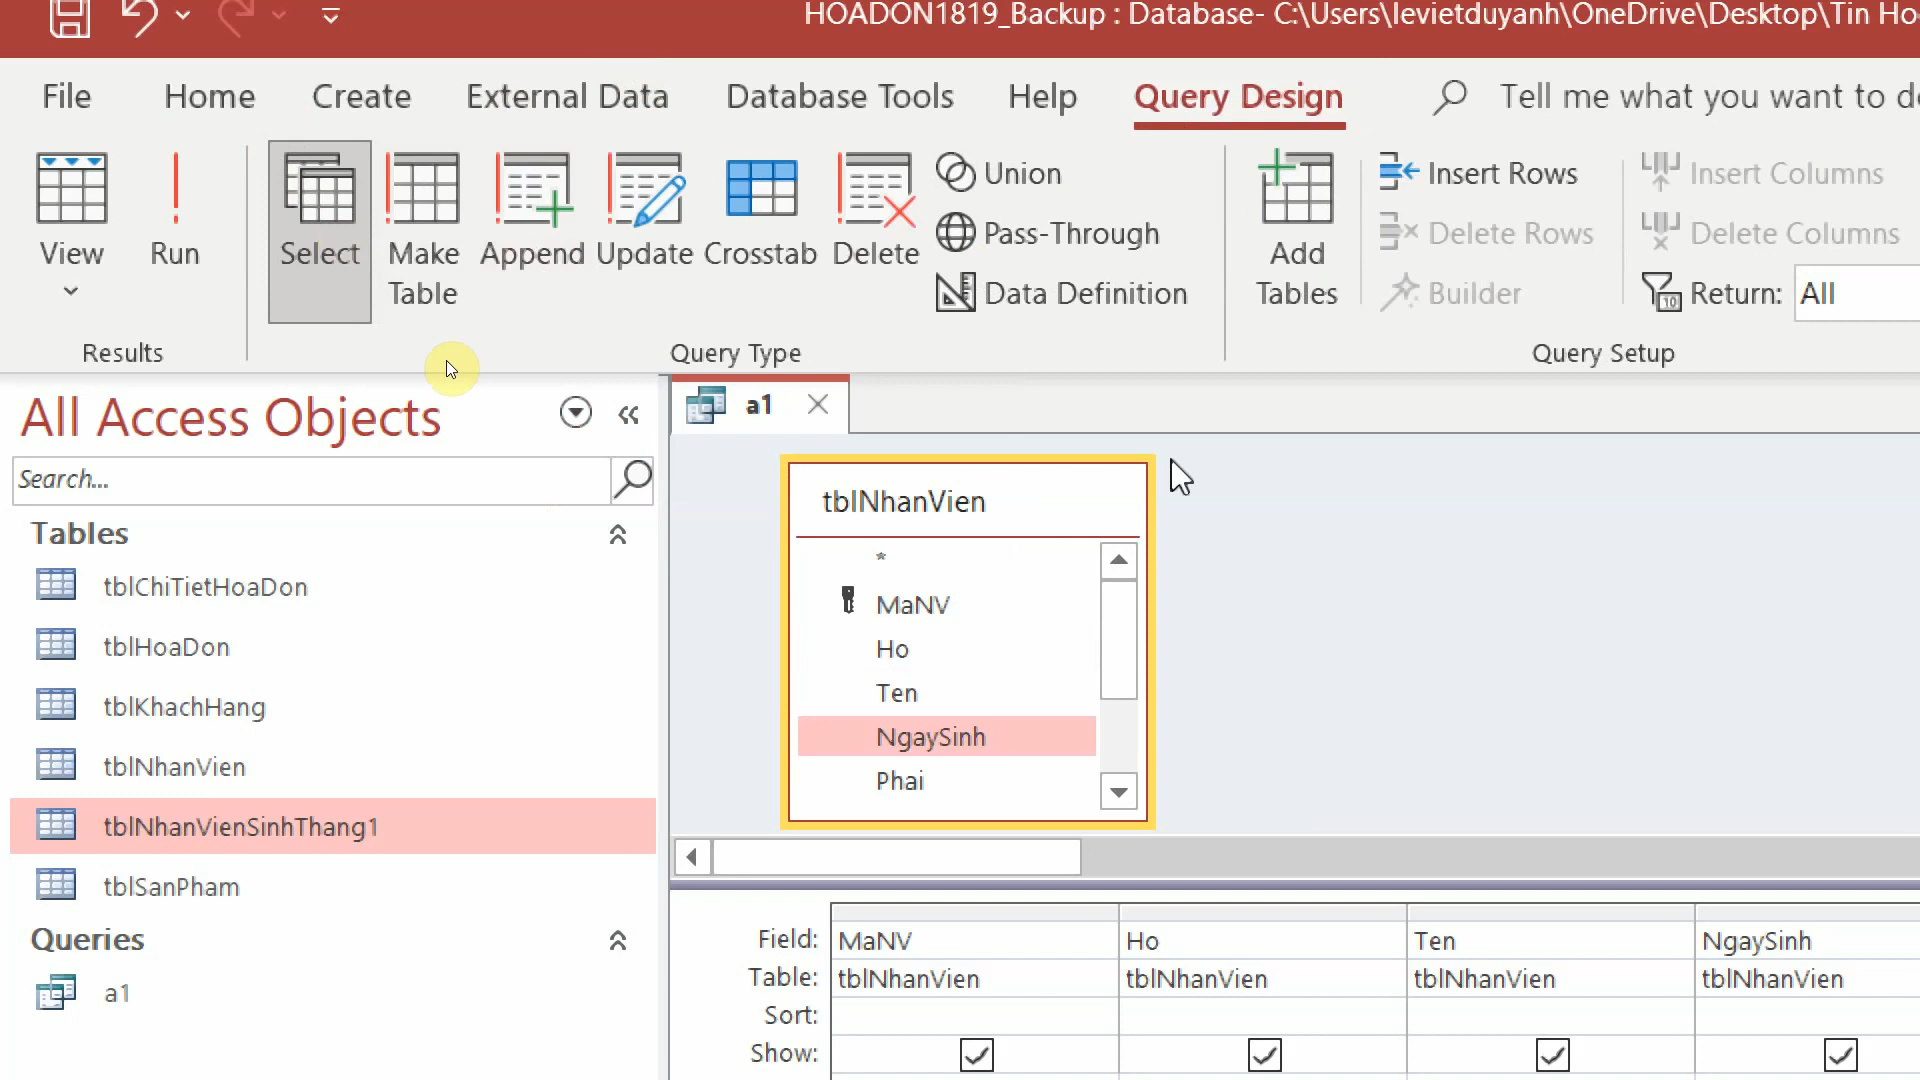 HOADON1819_Backup : Database- C:\Users\levietduyanh\OneDrive\Desktop\Tin Ho
File Home Create External Data Database Tools Help Query Design Tell me what you want to d
View Run Select Make Table Append Update Crosstab Delete
Union
Pass-Through
Data Definition
Add Tables
Insert Rows
Delete Rows
Builder
Insert Columns
Delete Columns
10 Return: All
Results Query Type Query Setup
All Access Objects
Search...
Tables
tblChiTietHoaDon
tblHoaDon
tblKhachHang
tblNhanVien
tblNhanVienSinhThang1
tblSanPham
Queries
a1
a1
tblNhanVien
*
MaNV
Ho
Ten
NgaySinh
Phai
Field: MaNV Ho Ten NgaySinh
Table: tblNhanVien tblNhanVien tblNhanVien tblNhanVien
Sort:
Show: